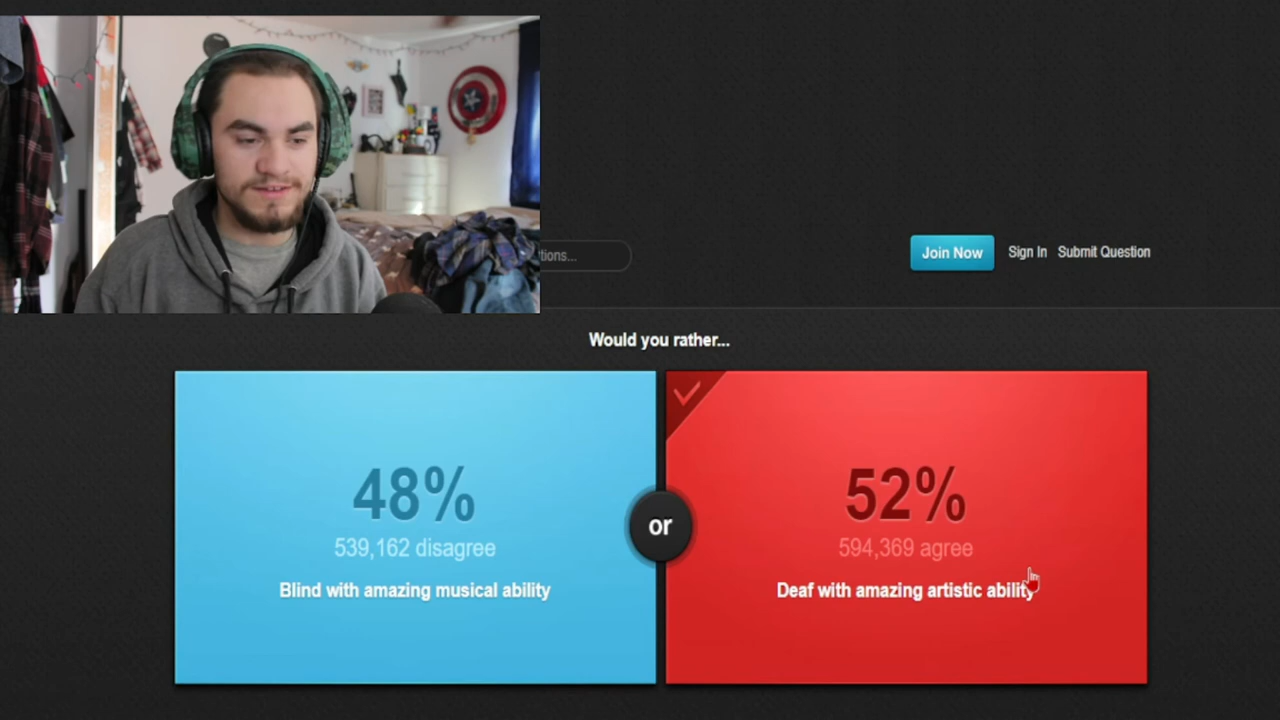 tions...
Join Now
Sign In
Submit Question
Would you rather...
48%
539,162 disagree
Blind with amazing musical ability
or
52%
594,369 agree
Deaf with amazing artistic ability